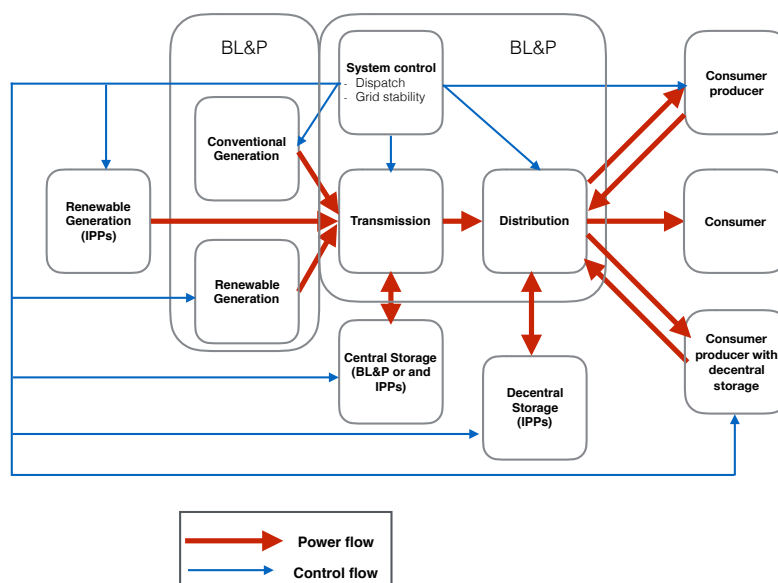 BL&P
BL&P
System control
- Dispatch
- Grid stability
Consumer
producer
Conventional
Generation
Renewable
Generation
(IPPs)
Transmission
Distribution
Consumer
Renewable
Generation
Central Storage
(BL&P or and
IPPs)
Decentral
Storage
(IPPs)
Consumer
producer with
decentral
storage
Power flow
Control flow